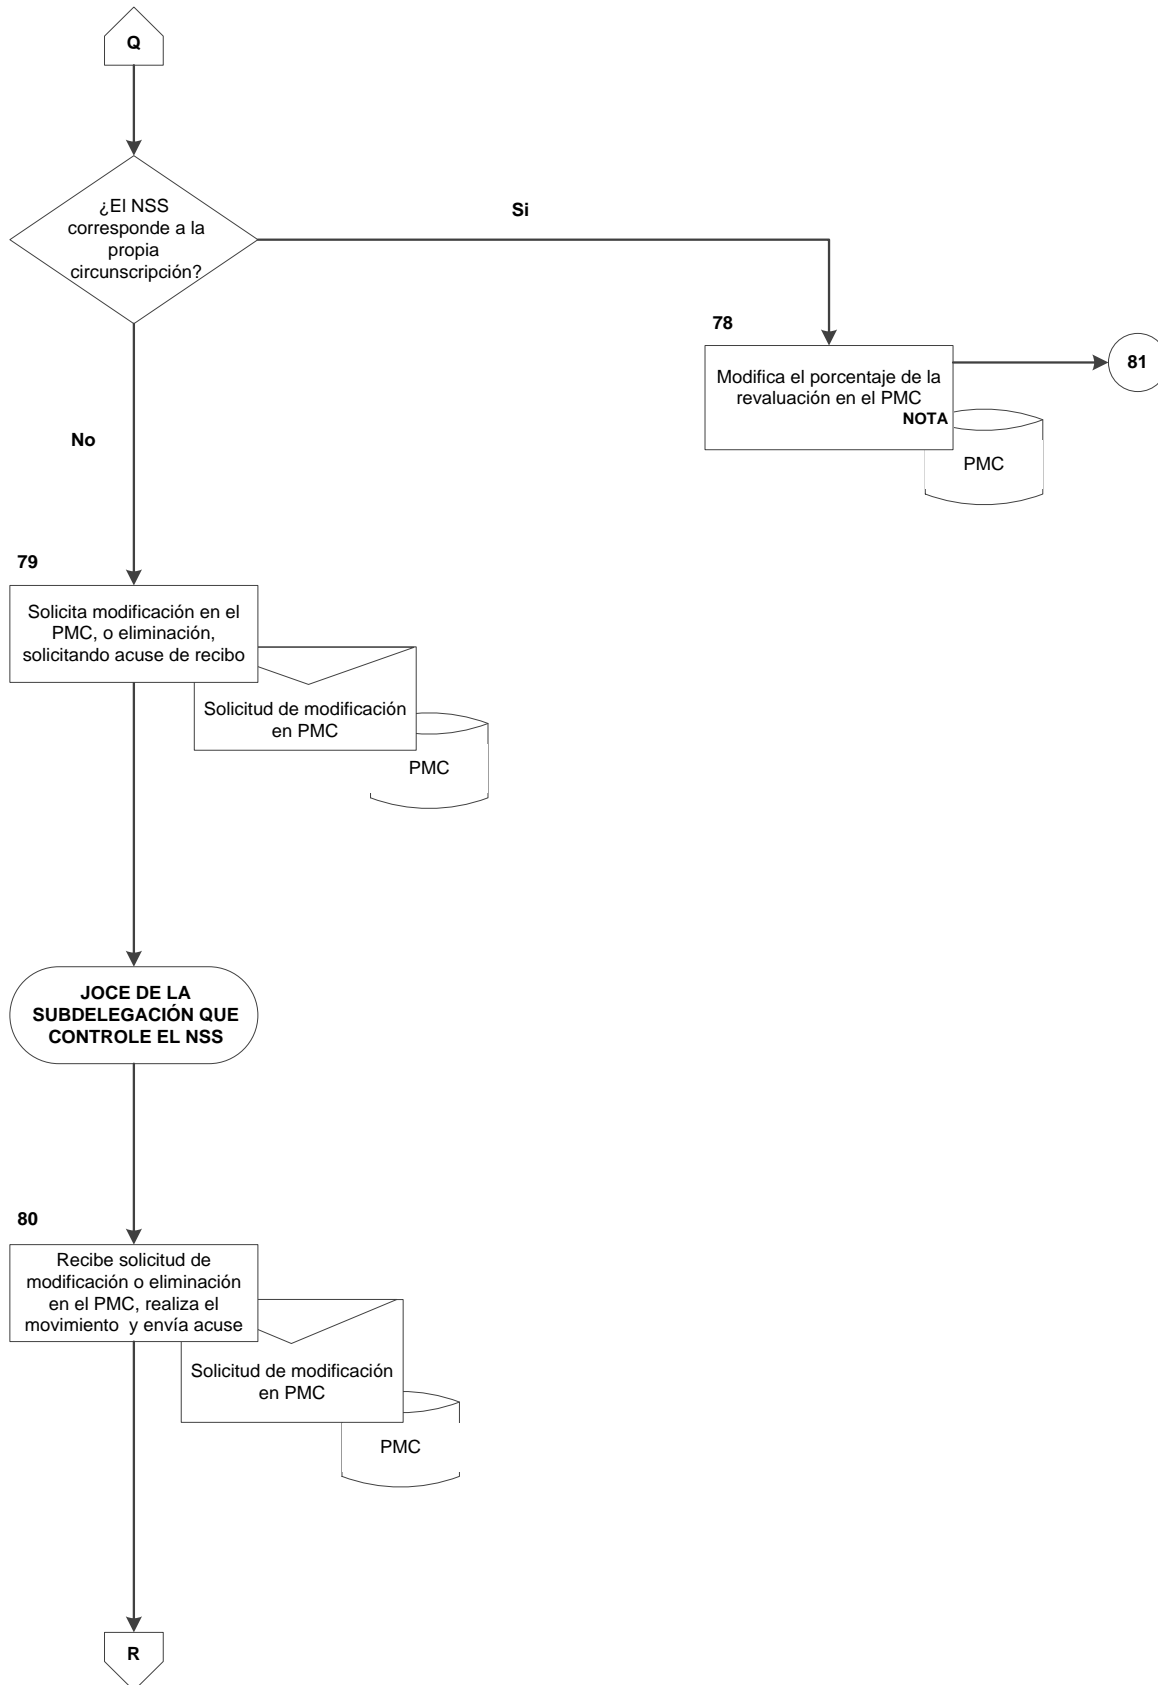 Q
¿El NSS
corresponde a la
propia
circunscripción?
Si
No
78
Modifica el porcentaje de la
revaluación en el PMC
NOTA
PMC
81
79
Solicita modificación en el
PMC, o eliminación,
solicitando acuse de recibo
Solicitud de modificación
en PMC
PMC
JOCE DE LA
SUBDELEGACIÓN QUE
CONTROLE EL NSS
80
Recibe solicitud de
modificación o eliminación
en el PMC, realiza el
movimiento y envía acuse
Solicitud de modificación
en PMC
PMC
R